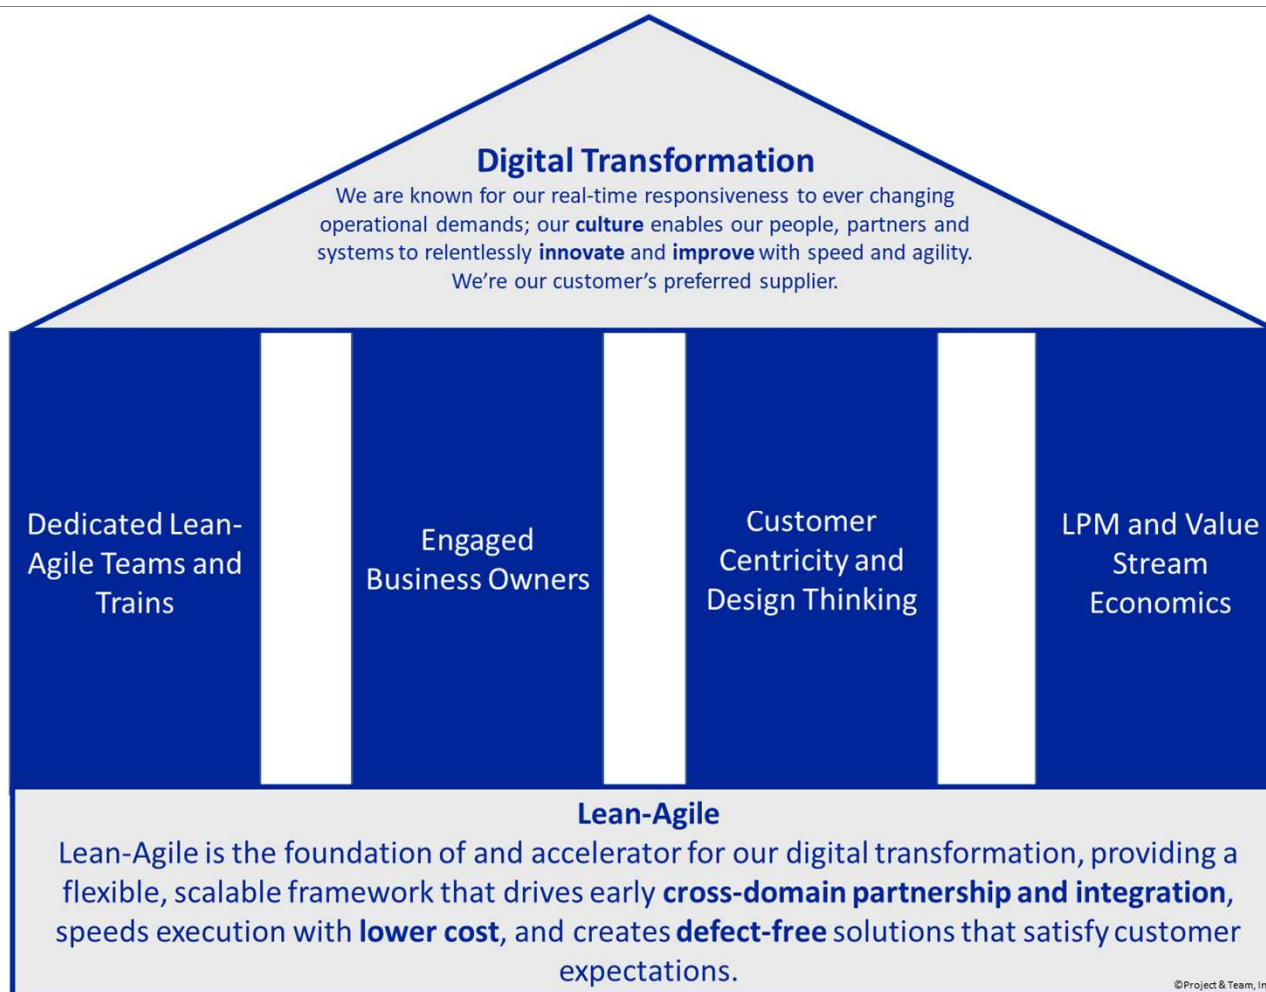 Digital Transformation
We are known for our real-time responsiveness to ever changing
operational demands; our culture enables our people, partners and
systems to relentlessly innovate and improve with speed and agility.
We’re our customer’s preferred supplier.
Dedicated Lean-
Agile Teams and
Trains
Engaged
Business Owners
Customer
Centricity and
Design Thinking
LPM and Value
Stream
Economics
Lean-Agile
Lean-Agile is the foundation of and accelerator for our digital transformation, providing a
flexible, scalable framework that drives early cross-domain partnership and integration,
speeds execution with lower cost, and creates defect-free solutions that satisfy customer
expectations.
©Project & Team, In